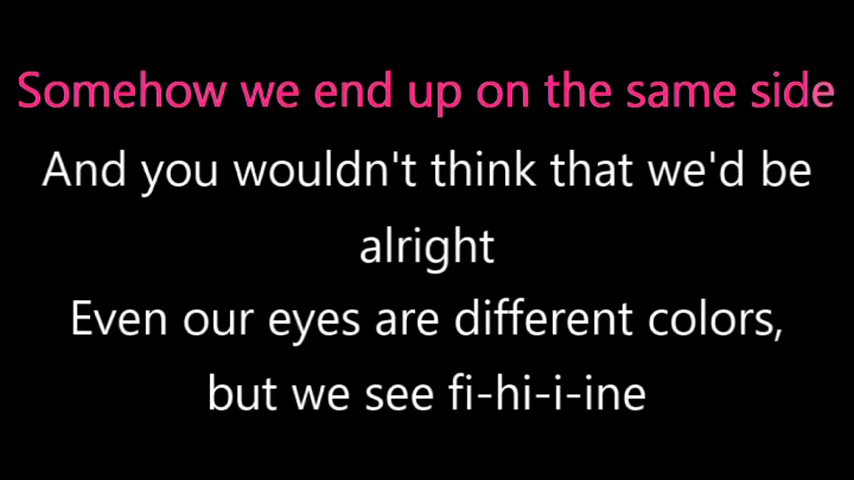 Somehow we end up on the same side
And you wouldn't think that we'd be
alright
Even our eyes are different colors,
but we see fi-hi-i-ine